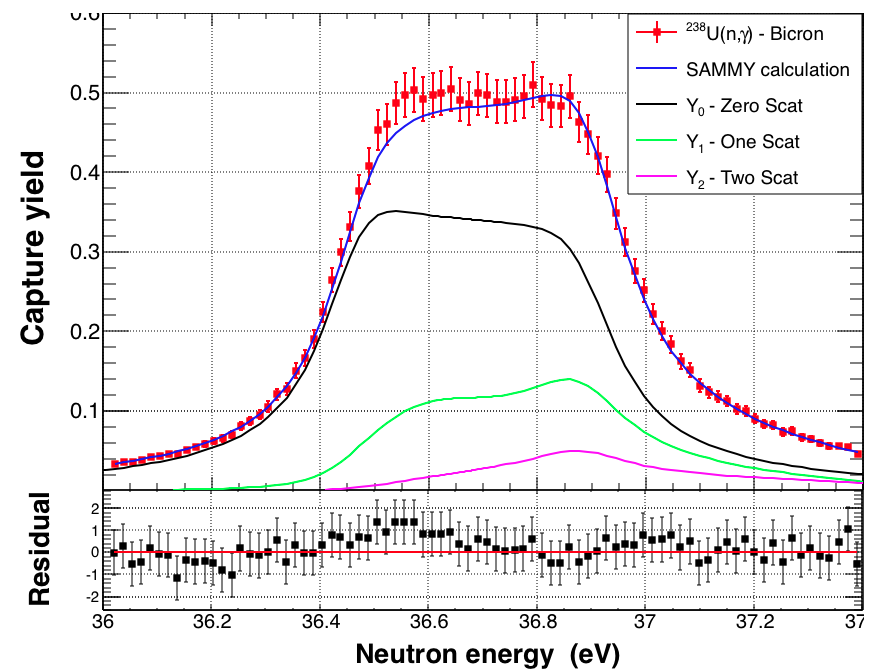 0.6
²³⁸U(n,γ) - Bicron
SAMMY calculation
Y₀ - Zero Scat
Y₁ - One Scat
Y₂ - Two Scat
0.5
0.4
0.3
0.2
0.1
Capture yield
2
1
0
-1
-2
Residual
36 36.2 36.4 36.6 36.8 37 37.2
Neutron energy (eV)